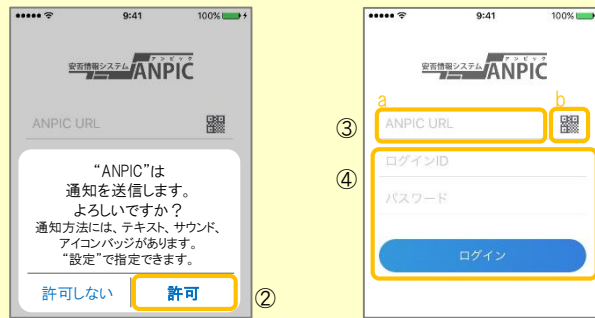 9:41 100%
安否情報システム ANPIC
アンピック
ANPIC URL
“ANPIC”は
通知を送信します。
よろしいですか？
通知方法には、テキスト、サウンド、
アイコンバッジがあります。
“設定”で指定できます。
許可しない 許可
②
9:41 100%
安否情報システム ANPIC
アンピック
a b
③ ANPIC URL
④ ログインID
パスワード
ログイン